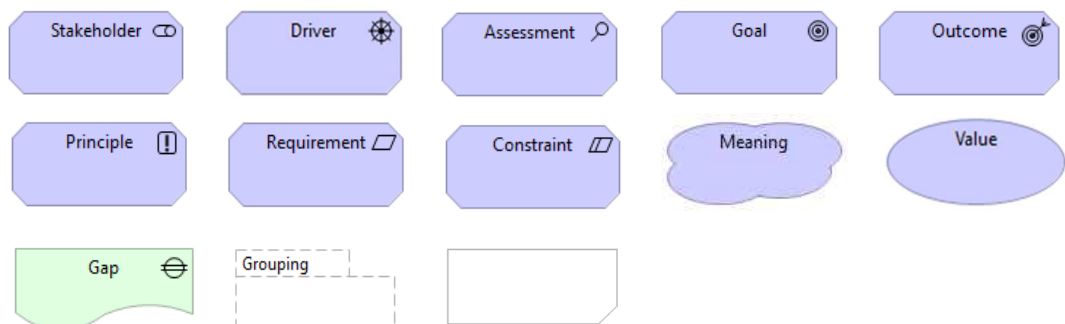 Stakeholder
Driver
Assessment
Goal
Outcome
Principle
Requirement
Constraint
Meaning
Value
Gap
Grouping